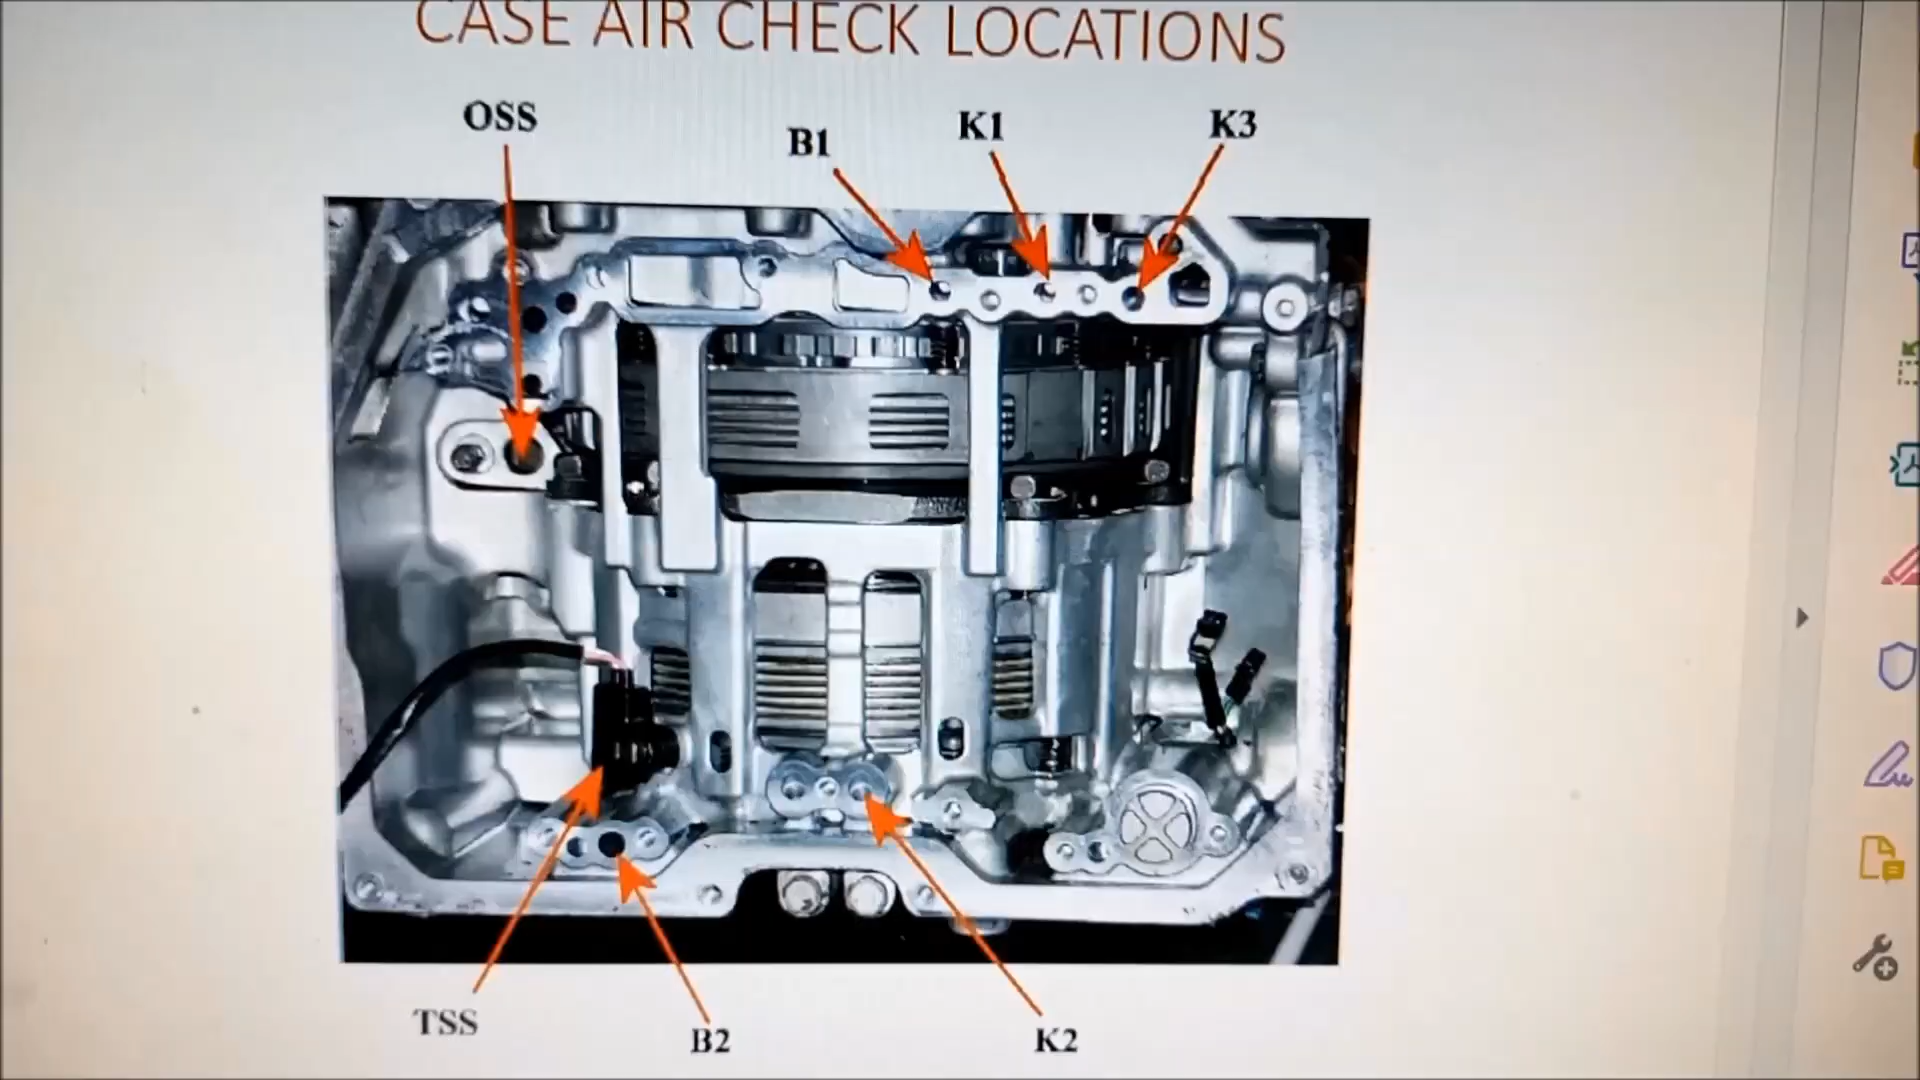 CASE AIR CHECK LOCATIONS
OSS
B1
K1
K3
TSS
B2
K2